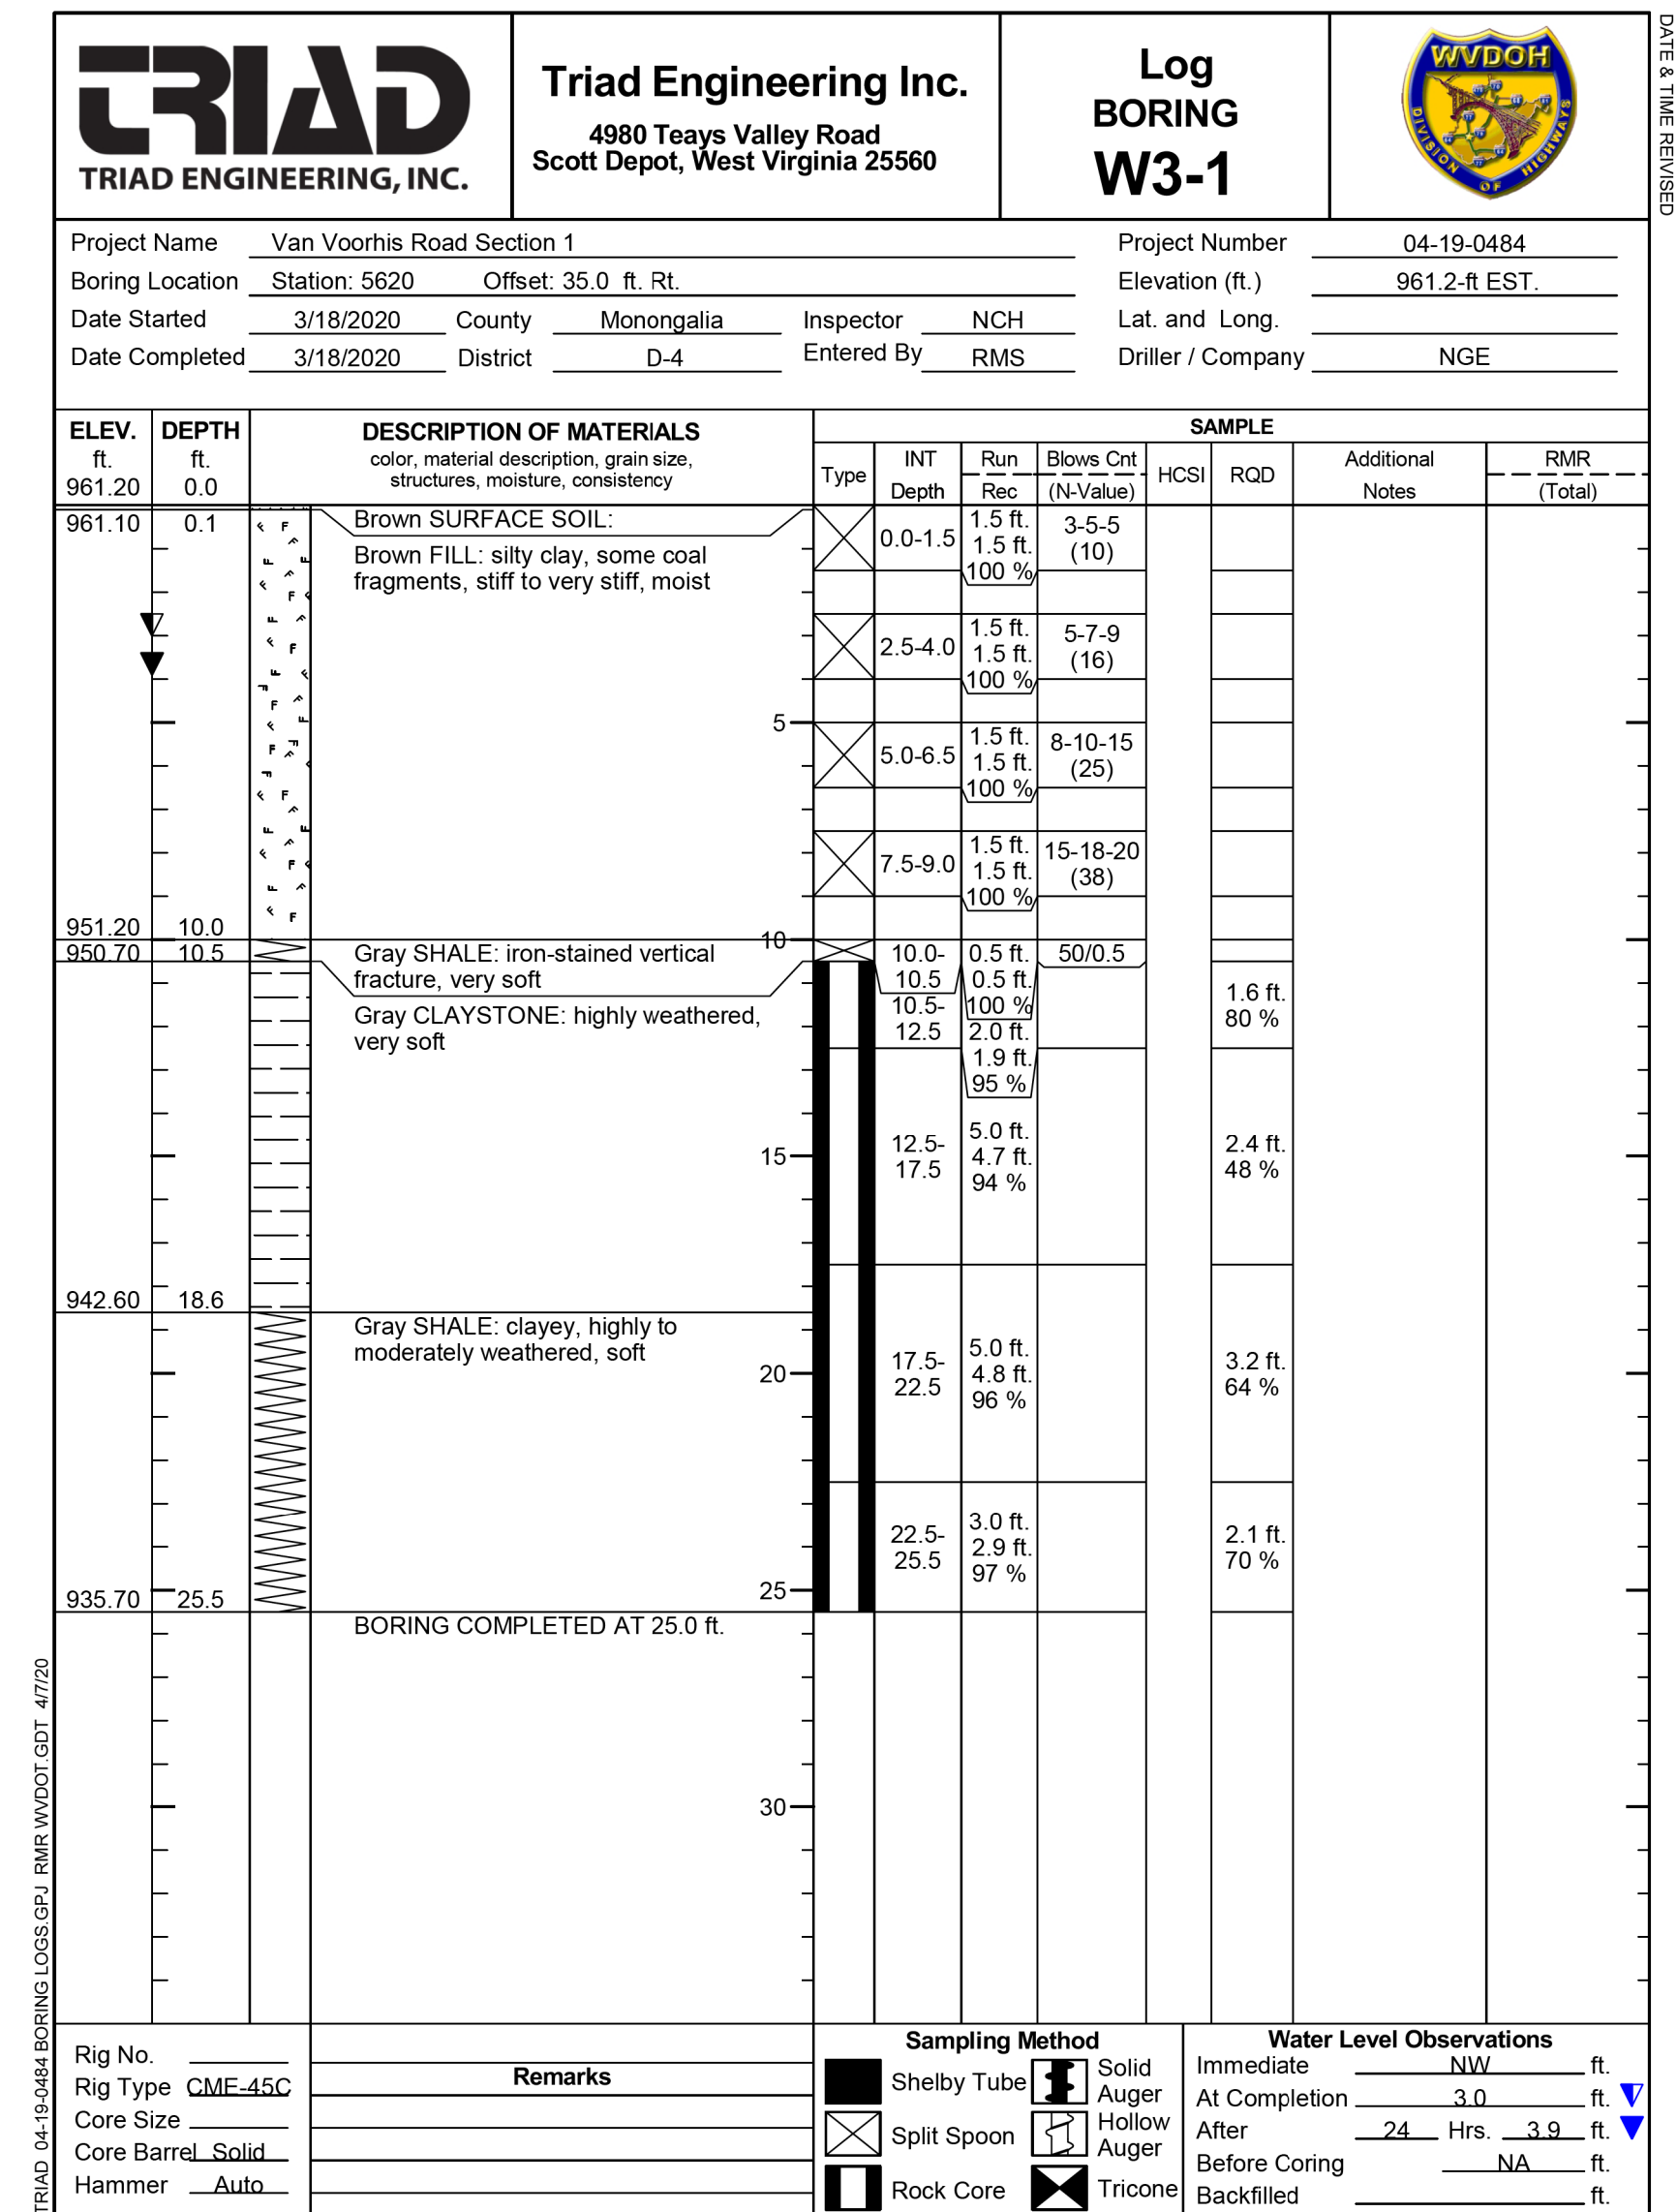 TRIAD
TRIAD ENGINEERING, INC.
Triad Engineering Inc.
4980 Teays Valley Road
Scott Depot, West Virginia 25560
Log
BORING
W3-1
WVDOH
DIVISION OF HIGHWAYS
DATE & TIME REIVISED
Project Name Van Voorhis Road Section 1 Project Number 04-19-0484
Boring Location Station: 5620 Offset: 35.0 ft. Rt. Elevation (ft.) 961.2-ft EST.
Date Started 3/18/2020 County Monongalia Inspector NCH Lat. and Long.
Date Completed 3/18/2020 District D-4 Entered By RMS Driller / Company NGE
ELEV. DEPTH DESCRIPTION OF MATERIALS SAMPLE
ft. ft. color, material description, grain size, Type INT Run Blows Cnt HCSI RQD Additional RMR
961.20 0.0 structures, moisture, consistency Depth Rec (N-Value) Notes (Total)
961.10 0.1 Brown SURFACE SOIL:
Brown FILL: silty clay, some coal
fragments, stiff to very stiff, moist
0.0-1.5 1.5 ft. 3-5-5
1.5 ft. (10)
100 %
2.5-4.0 1.5 ft. 5-7-9
1.5 ft. (16)
100 %
5
5.0-6.5 1.5 ft. 8-10-15
1.5 ft. (25)
100 %
7.5-9.0 1.5 ft. 15-18-20
1.5 ft. (38)
100 %
951.20 10.0
10
950.70 10.5 Gray SHALE: iron-stained vertical
fracture, very soft
10.0- 0.5 ft. 50/0.5
10.5 0.5 ft.
100 %
Gray CLAYSTONE: highly weathered,
very soft
10.5- 2.0 ft. 1.6 ft.
12.5 1.9 ft. 80 %
95 %
15
12.5- 5.0 ft. 2.4 ft.
17.5 4.7 ft. 48 %
94 %
942.60 18.6
Gray SHALE: clayey, highly to
moderately weathered, soft
20
17.5- 5.0 ft. 3.2 ft.
22.5 4.8 ft. 64 %
96 %
22.5- 3.0 ft. 2.1 ft.
25.5 2.9 ft. 70 %
97 %
25
935.70 25.5
BORING COMPLETED AT 25.0 ft.
30
TRIAD 04-19-0484 BORING LOGS.GPJ RMR WVDOT.GDT 4/7/20
Rig No.
Rig Type CME-45C
Core Size
Core Barrel Solid
Hammer Auto
Remarks
Sampling Method
Shelby Tube Solid Auger
Split Spoon Hollow Auger
Rock Core Tricone
Water Level Observations
Immediate NW ft.
At Completion 3.0 ft.
After 24 Hrs. 3.9 ft.
Before Coring NA ft.
Backfilled ft.